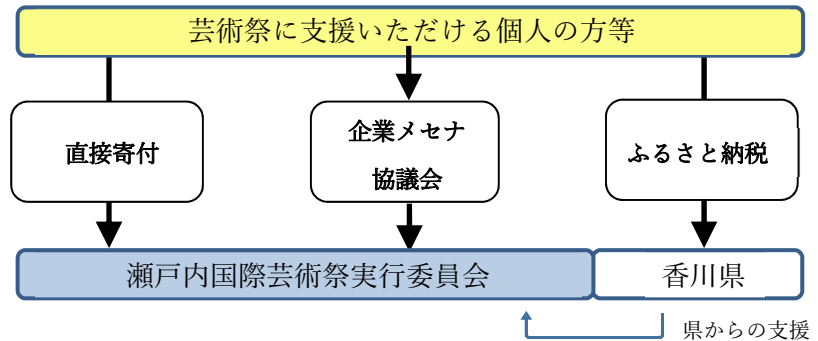 芸術祭に支援いただける個人の方等
直接寄付
企業メセナ
協議会
ふるさと納税
瀬戸内国際芸術祭実行委員会
香川県
県からの支援